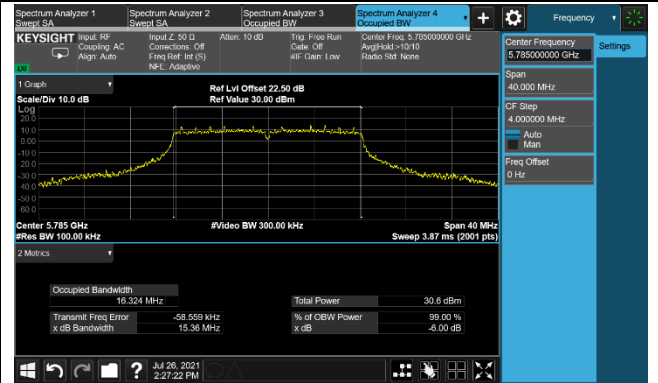 Spectrum Analyzer 1
Swept SA
Spectrum Analyzer 2
Swept SA
Spectrum Analyzer 3
Occupied BW
Spectrum Analyzer 4
Occupied BW
Frequency
KEYSIGHT
Input: RF
Coupling: AC
Align: Auto
Input Z: 50 Ω
Corrections: Off
Freq Ref: Int (S)
NFE: Adaptive
Atten: 10 dB
Trig: Free Run
Gate: Off
#IF Gain: Low
Center Freq: 5.785000000 GHz
Avg|Hold:>10/10
Radio Std: None
LXI
Center Frequency
5.785000000 GHz
Settings
Span
40.000 MHz
CF Step
4.000000 MHz
Auto
Man
Freq Offset
0 Hz
1 Graph
Scale/Div 10.0 dB
Ref Lvl Offset 22.50 dB
Ref Value 30.00 dBm
Log
20.0
10.0
0.00
-10.0
-20.0
-30.0
-40.0
-50.0
-60.0
Center 5.785 GHz
#Video BW 300.00 kHz
Span 40 MHz
#Res BW 100.00 kHz
Sweep 3.87 ms (2001 pts)
2 Metrics
Occupied Bandwidth
16.324 MHz
Total Power
30.6 dBm
Transmit Freq Error
-58.559 kHz
% of OBW Power
99.00 %
x dB Bandwidth
15.36 MHz
x dB
-6.00 dB
?
Jul 26, 2021
2:27:22 PM